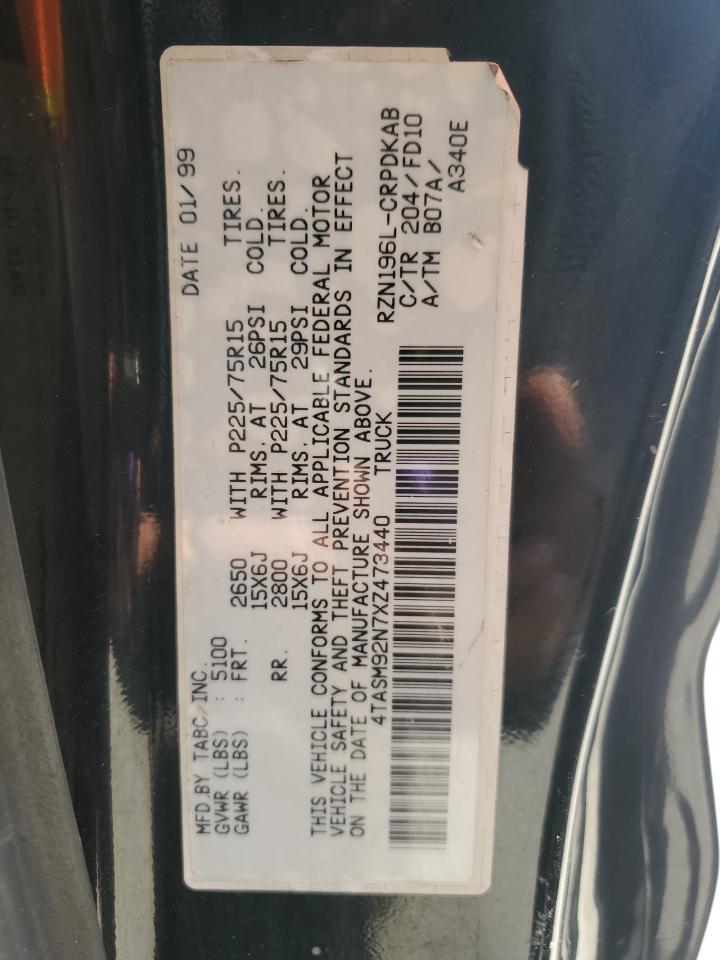 MFD.BY TABC, INC. DATE 01/99
GVWR (LBS) : 5100
GAWR (LBS) : FRT. 2650 WITH P225/75R15 TIRES.
15X6J RIMS. AT 26PSI COLD.
RR. 2800 WITH P225/75R15 TIRES.
15X6J RIMS. AT 29PSI COLD.
THIS VEHICLE CONFORMS TO ALL APPLICABLE FEDERAL MOTOR
VEHICLE SAFETY AND THEFT PREVENTION STANDARDS IN EFFECT
ON THE DATE OF MANUFACTURE SHOWN ABOVE.
4TASM92N7XZ473440 TRUCK
RZN196L-CRPDKAB
C/TR 204/FD10
A/TM B07A/
A340E